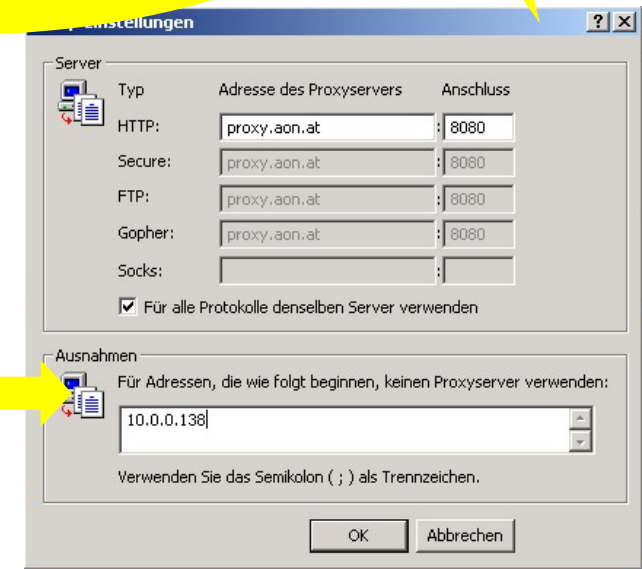 nstellungen
Server
Typ Adresse des Proxyservers Anschluss
HTTP: proxy.aon.at : 8080
Secure: proxy.aon.at : 8080
FTP: proxy.aon.at : 8080
Gopher: proxy.aon.at : 8080
Socks: :
Für alle Protokolle denselben Server verwenden
Ausnahmen
Für Adressen, die wie folgt beginnen, keinen Proxyserver verwenden:
10.0.0.138
Verwenden Sie das Semikolon ( ; ) als Trennzeichen.
OK Abbrechen